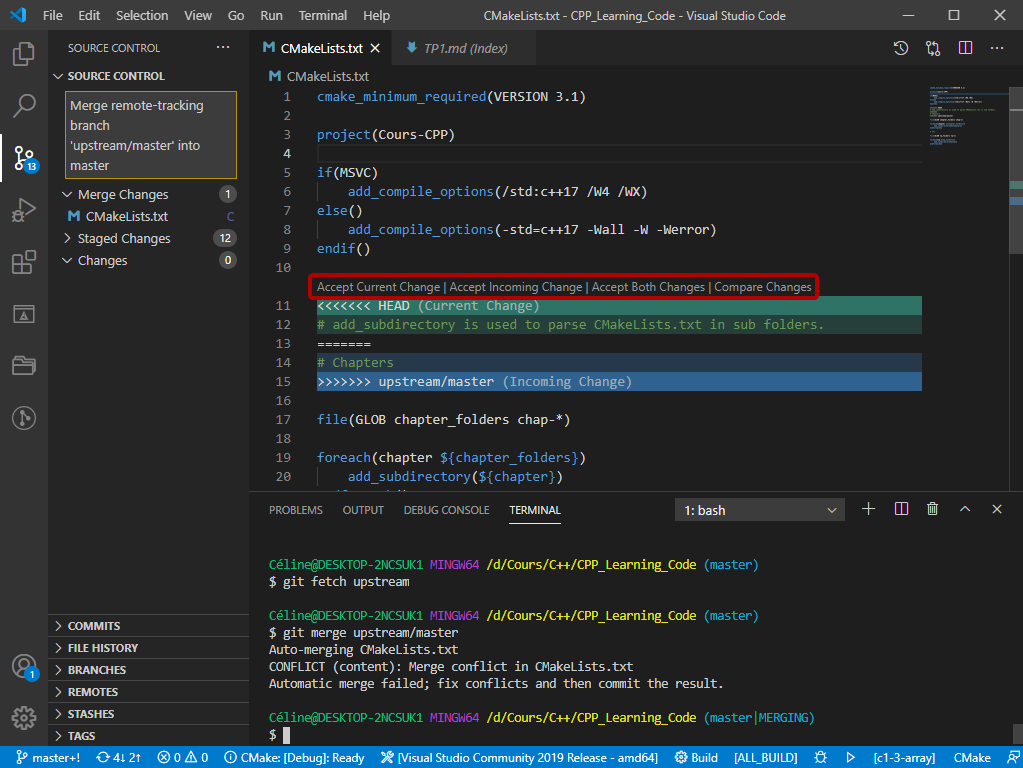 File Edit Selection View Go Run Terminal Help CMakeLists.txt - CPP_Learning_Code - Visual Studio Code
SOURCE CONTROL ···
SOURCE CONTROL
Merge remote-tracking
branch
'upstream/master' into
master
Merge Changes 1
CMakeLists.txt C
Staged Changes 12
Changes 0
13
COMMITS
FILE HISTORY
BRANCHES
REMOTES
STASHES
TAGS
1
CMakeLists.txt TP1.md (Index)
CMakeLists.txt
1 cmake_minimum_required(VERSION 3.1)
2
3 project(Cours-CPP)
4
5 if(MSVC)
6 add_compile_options(/std:c++17 /W4 /WX)
7 else()
8 add_compile_options(-std=c++17 -Wall -W -Werror)
9 endif()
10
Accept Current Change | Accept Incoming Change | Accept Both Changes | Compare Changes
11 <<<<<<< HEAD (Current Change)
12 # add_subdirectory is used to parse CMakeLists.txt in sub folders.
13 =======
14 # Chapters
15 >>>>>>> upstream/master (Incoming Change)
16
17 file(GLOB chapter_folders chap-*)
18
19 foreach(chapter ${chapter_folders})
20 add_subdirectory(${chapter})
PROBLEMS OUTPUT DEBUG CONSOLE TERMINAL 1: bash
Céline@DESKTOP-2NCSUK1 MINGW64 /d/Cours/C++/CPP_Learning_Code (master)
$ git fetch upstream
Céline@DESKTOP-2NCSUK1 MINGW64 /d/Cours/C++/CPP_Learning_Code (master)
$ git merge upstream/master
Auto-merging CMakeLists.txt
CONFLICT (content): Merge conflict in CMakeLists.txt
Automatic merge failed; fix conflicts and then commit the result.
Céline@DESKTOP-2NCSUK1 MINGW64 /d/Cours/C++/CPP_Learning_Code (master|MERGING)
$
master+! 4↓ 2↑ 0 0 CMake: [Debug]: Ready [Visual Studio Community 2019 Release - amd64] Build [ALL_BUILD] [c1-3-array] CMake